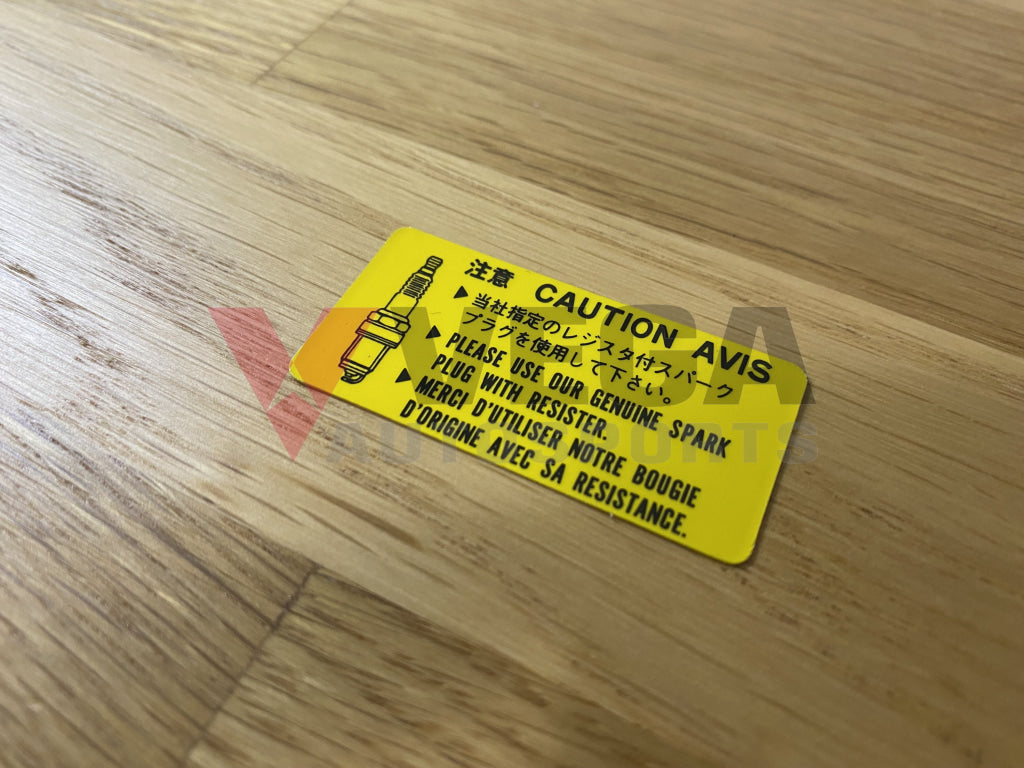 注意 CAUTION AVIS
▶当社指定のレジスタ付スパーク
プラグを使用して下さい。
▶PLEASE USE OUR GENUINE SPARK
PLUG WITH RESISTER.
▶MERCI D'UTILISER NOTRE BOUGIE
D'ORIGINE AVEC SA RESISTANCE.
VEGA
AUTOSPORTS